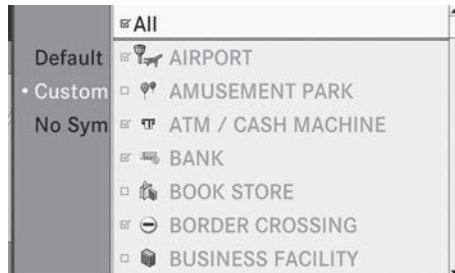 All
Default
• Custom
No Sym
AIRPORT
AMUSEMENT PARK
ATM / CASH MACHINE
BANK
BOOK STORE
BORDER CROSSING
BUSINESS FACILITY